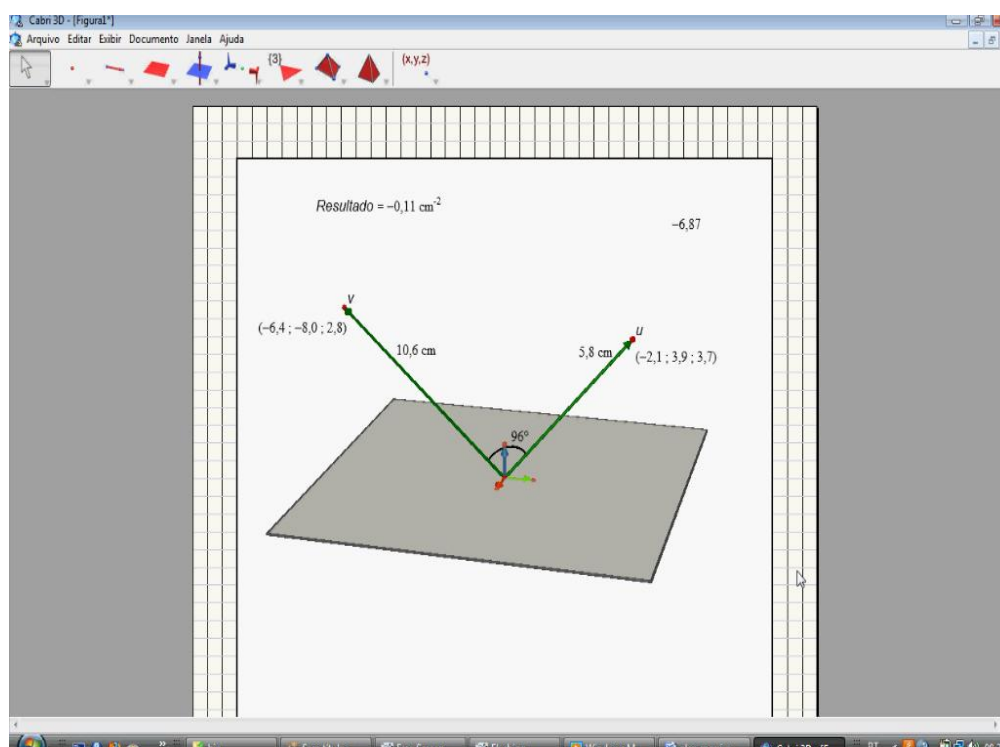 Cabri 3D - [Figura1*]
Arquivo Editar Exibir Documento Janela Ajuda
{3}
(x,y,z)
Resultado = –0,11 cm⁻²
–6,87
v
(–6,4 ; –8,0 ; 2,8)
10,6 cm
u
5,8 cm
(–2,1 ; 3,9 ; 3,7)
96°